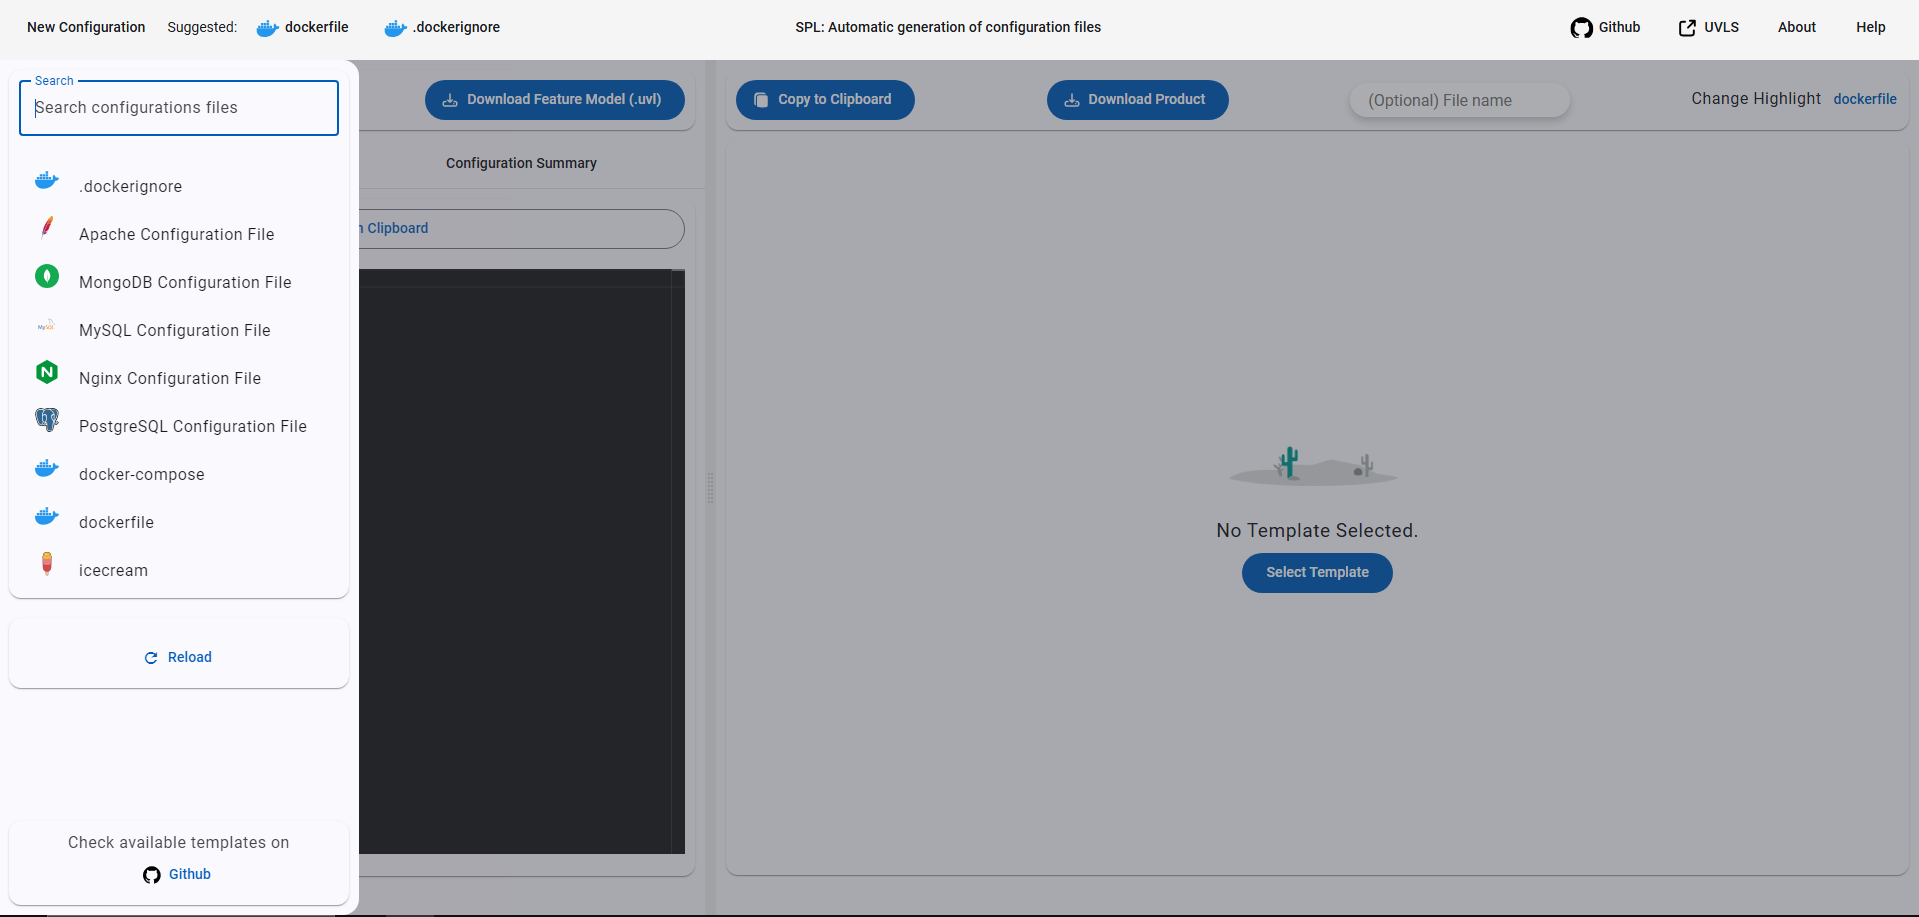 New Configuration
Suggested:
dockerfile
.dockerignore
SPL: Automatic generation of configuration files
Github
UVLS
About
Help
Search
Search configurations files
.dockerignore
Apache Configuration File
MongoDB Configuration File
MySQL
MySQL Configuration File
N
Nginx Configuration File
PostgreSQL Configuration File
docker-compose
dockerfile
icecream
Reload
Check available templates on
Github
Download Feature Model (.uvl)
Configuration Summary
Clipboard
Copy to Clipboard
Download Product
(Optional) File name
Change Highlight
dockerfile
No Template Selected.
Select Template